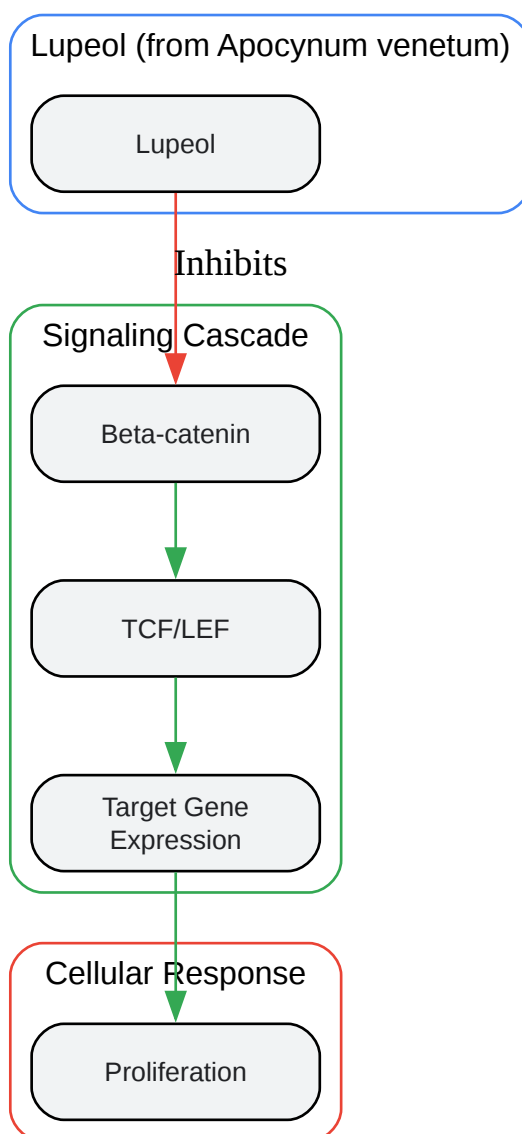 Lupeol (from Apocynum venetum)
Lupeol
Inhibits
Signaling Cascade
Beta-catenin
TCF/LEF
Target Gene
Expression
Cellular Response
Proliferation